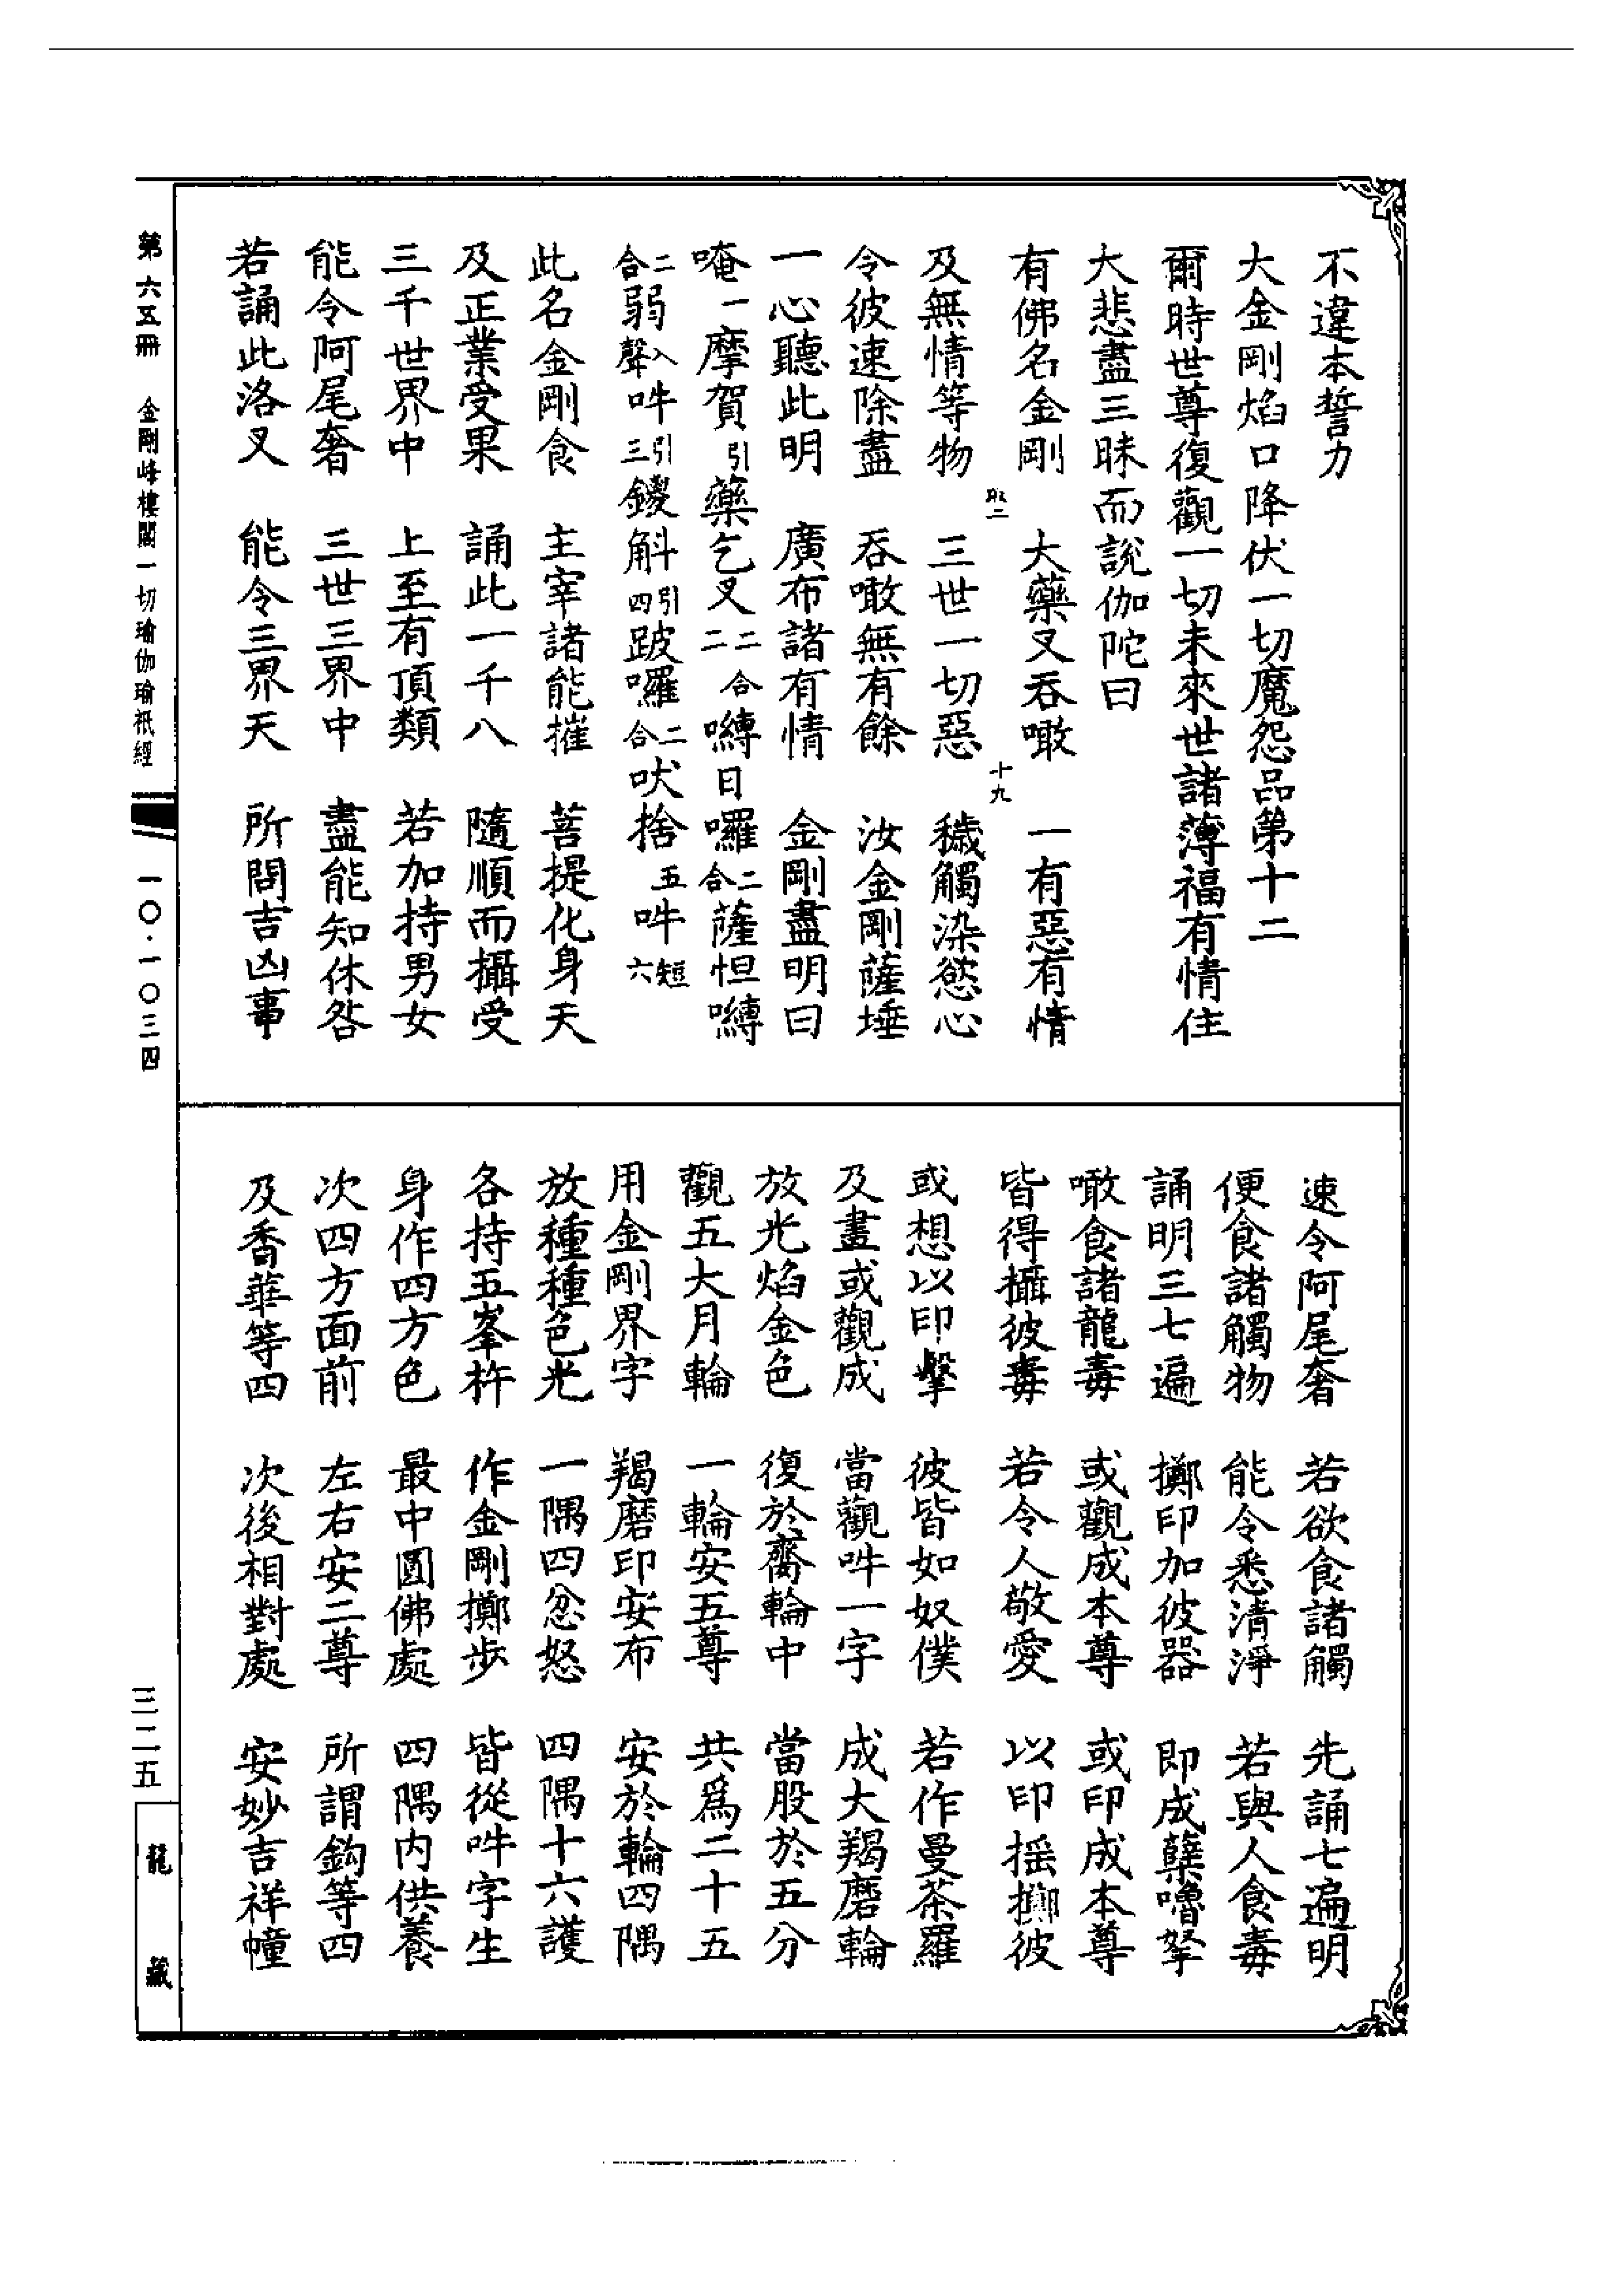 不違本誓力
大金剛焰口降伏一切魔怨品第十二
爾時世尊復觀一切未來世諸薄福有情住
大悲盡三昧而說伽陀曰
有佛名金剛　大藥叉吞噉　一有惡有情
及無情等物　三世一切惡　穢觸染慾心
令彼速除盡　吞噉無有餘　汝金剛薩埵
一心聽此明　廣布諸有情　金剛盡明曰
唵一摩賀引藥乞叉二合二嚩日囉二合薩怛嚩
二合弱入聲吽引三鑁斛引四跛囉二合吠捨五吽短六
此名金剛食　主宰諸能摧　菩提化身天
及正業受果　誦此一千八　隨順而攝受
三千世界中　上至有頂類　若加持男女
能令阿尾奢　三世三界中　盡能知休咎
若誦此洛叉　能令三界天　所問吉凶事
速令阿尾奢　若欲食諸觸　先誦七遍明
便食諸觸物　能令悉清淨　若與人食毒
誦明三七遍　擲印加彼器　即成孽嚕拏
噉食諸龍毒　或觀成本尊　或印成本尊
皆得攝彼毒　若令人敬愛　以印搖擲彼
或想以印擊　彼皆如奴僕　若作曼荼羅
及畫或觀成　當觀吽一字　成大羯磨輪
放光焰金色　復於齋輪中　當股於五分
觀五大月輪　一輪安五尊　共爲二十五
用金剛界字　羯磨印安布　安於輪四隅
放種種色光　一隅四忿怒　四隅十六護
各持五峯杵　作金剛擲步　皆從吽字生
身作四方色　最中圓佛處　四隅內供養
次四方面前　左右安二尊　所謂鈎等四
及香華等四　次後相對處　安妙吉祥幢
十九
第六五冊　金剛峰樓閣一切瑜伽瑜祇經　一〇·一〇三四
三二五
龍藏